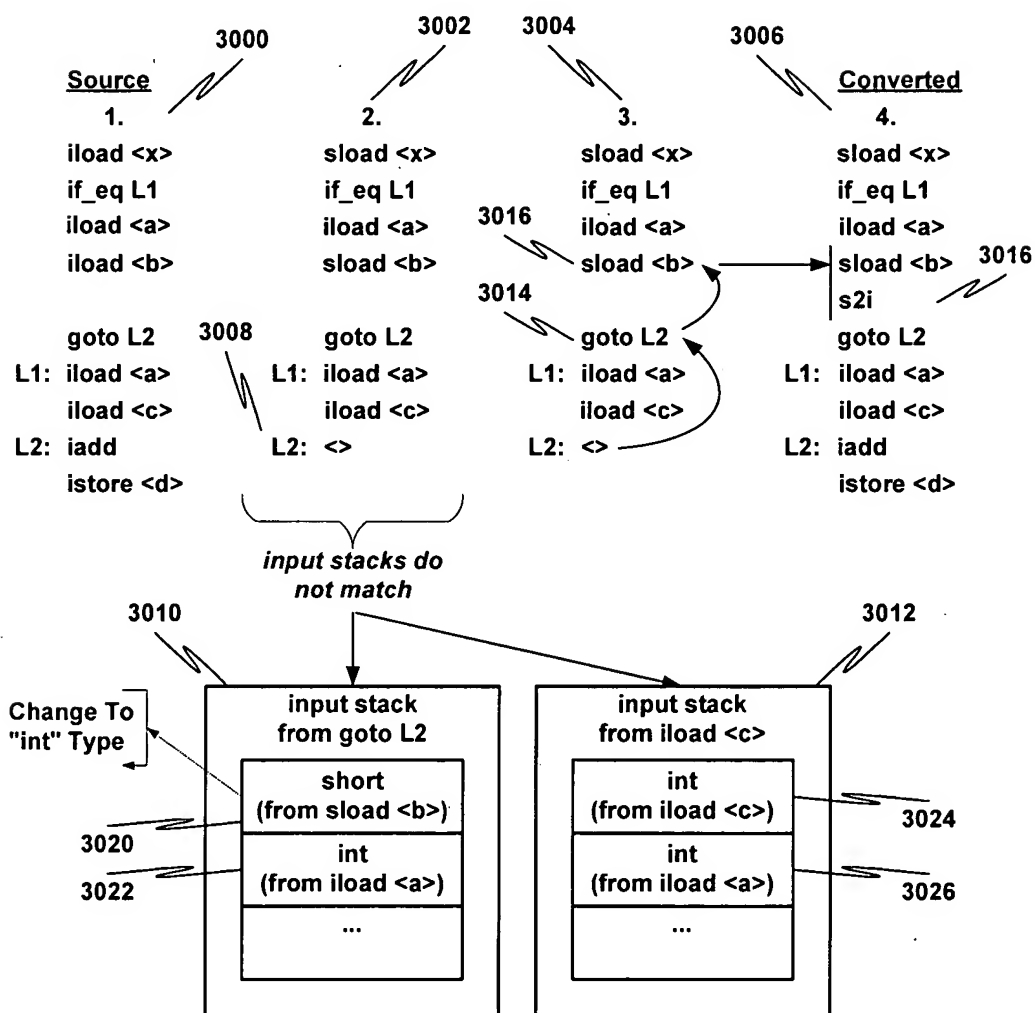 3000
3002
3004
3006
Source
1.
iload <x>
if_eq L1
iload <a>
iload <b>
goto L2
L1: iload <a>
iload <c>
L2: iadd
istore <d>
2.
sload <x>
if_eq L1
iload <a>
sload <b>
goto L2
3008
L1: iload <a>
iload <c>
L2: <>
3.
sload <x>
if_eq L1
iload <a>
3016
sload <b>
3014
goto L2
L1: iload <a>
iload <c>
L2: <>
Converted
4.
sload <x>
if_eq L1
iload <a>
sload <b>
3016
s2i
goto L2
L1: iload <a>
iload <c>
L2: iadd
istore <d>
input stacks do
not match
3010
3012
Change To
"int" Type
input stack
from goto L2
short
(from sload <b>)
3020
int
(from iload <a>)
3022
...
input stack
from iload <c>
int
(from iload <c>)
3024
int
(from iload <a>)
3026
...